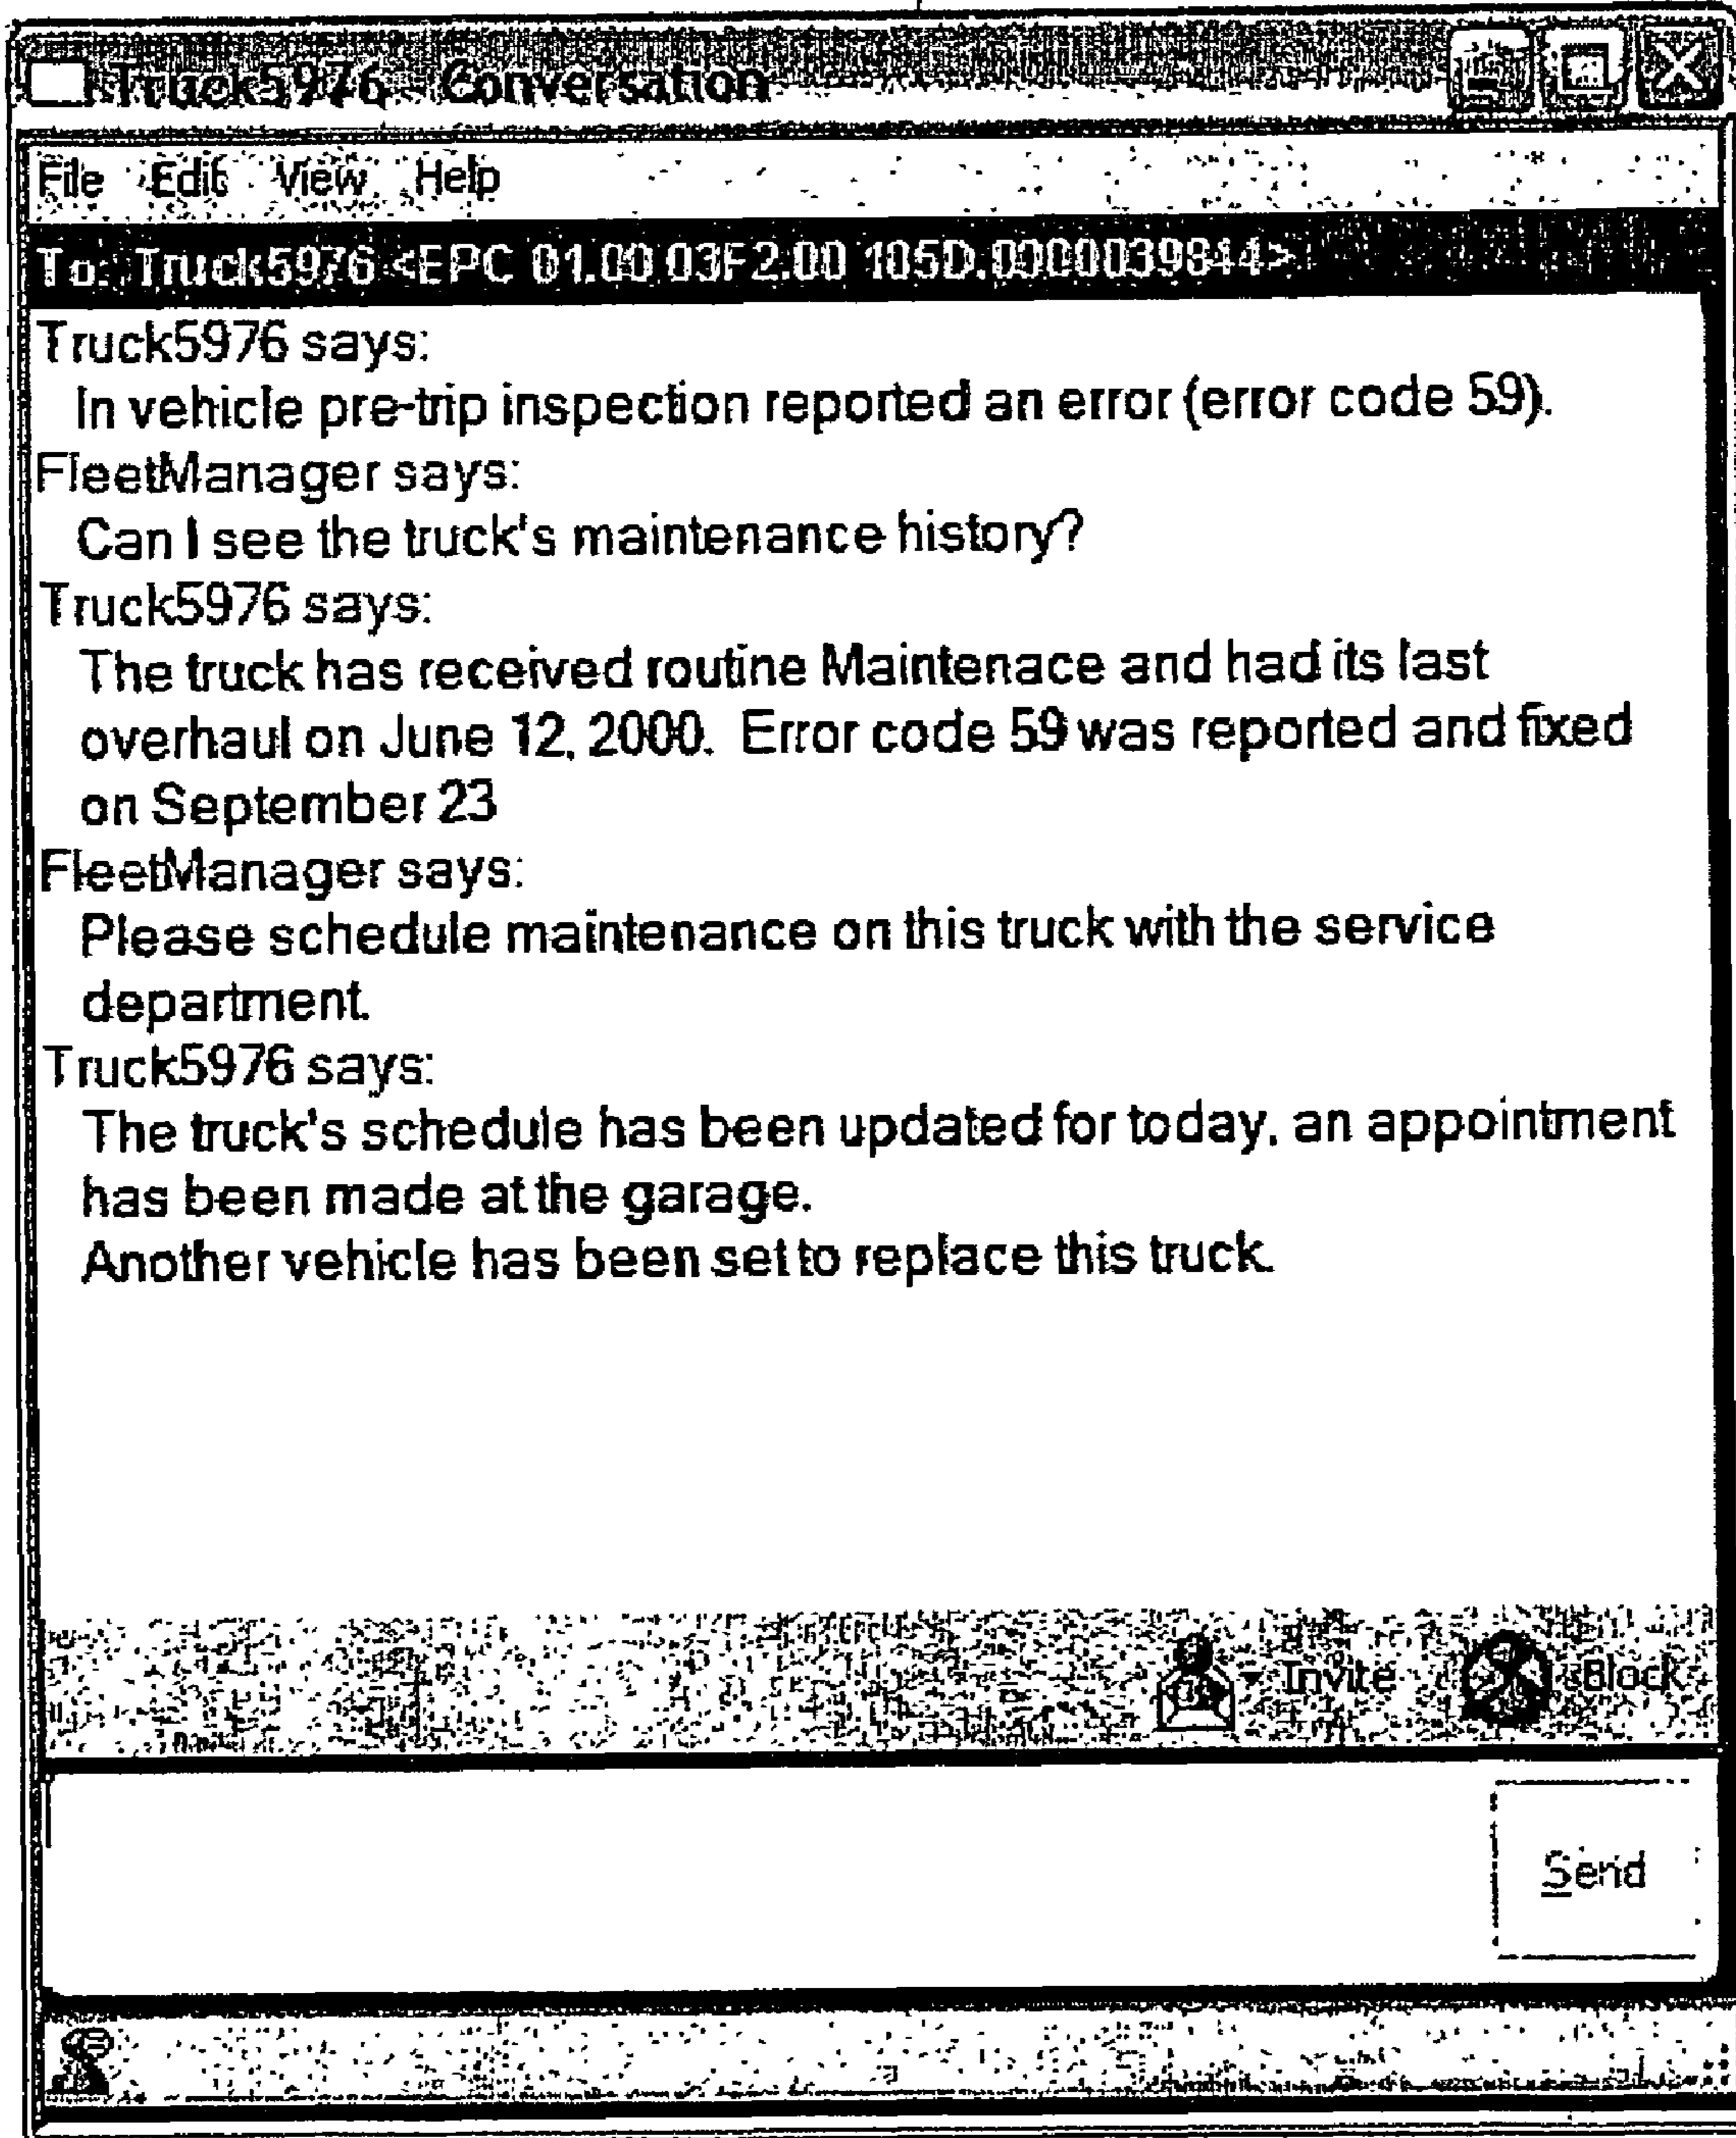 Truck5976 - Conversation
File Edit View Help
To: Truck5976 <EPC 01.00 03F2.00 105D.0000039844>
Truck5976 says:
In vehicle pre-trip inspection reported an error (error code 59).
FleetManager says:
Can I see the truck's maintenance history?
Truck5976 says:
The truck has received routine Maintenace and had its last
overhaul on June 12, 2000. Error code 59 was reported and fixed
on September 23
FleetManager says:
Please schedule maintenance on this truck with the service
department.
Truck5976 says:
The truck's schedule has been updated for today, an appointment
has been made at the garage.
Another vehicle has been set to replace this truck.
Invite Block
Send